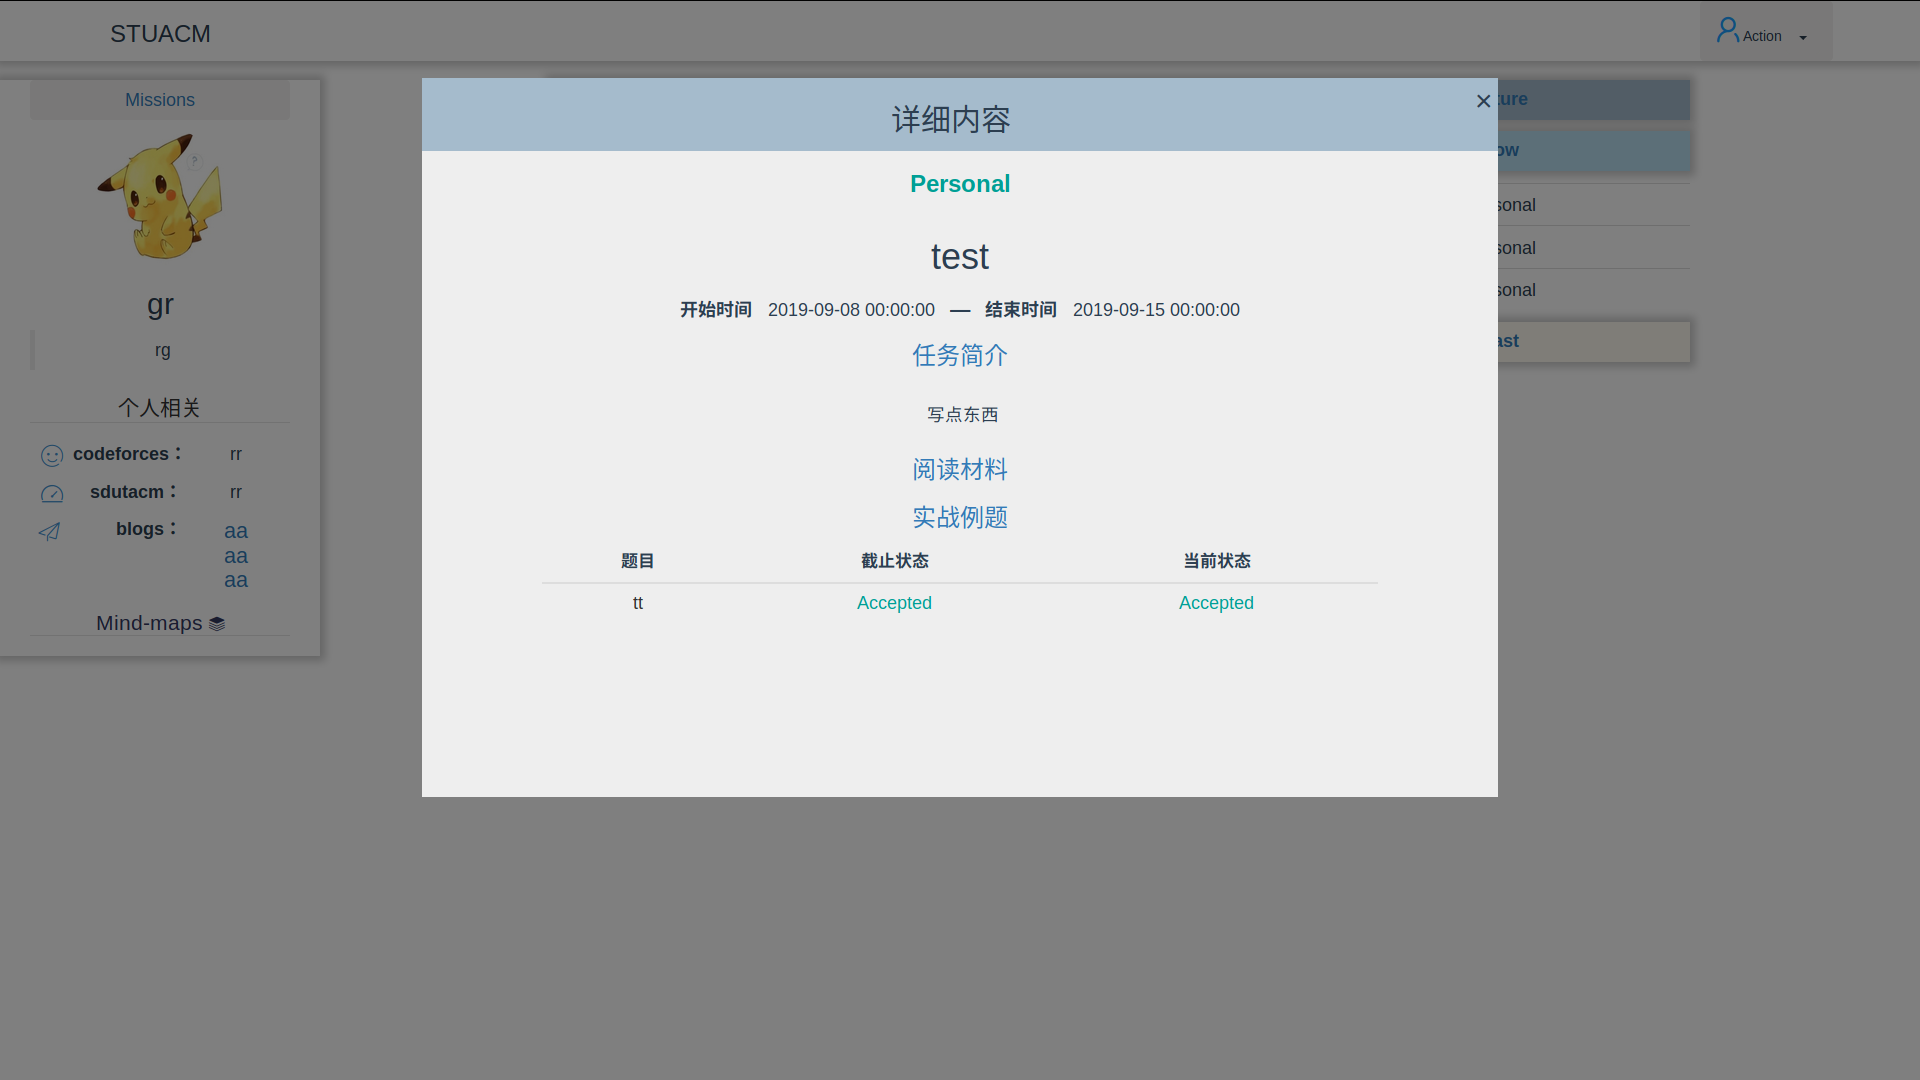 STUACM
Action
Missions
?
gr
rg
个人相关
codeforces： rr
sdutacm： rr
blogs： aa
aa
aa
Mind-maps
详细内容
×
Personal
test
开始时间 2019-09-08 00:00:00 — 结束时间 2019-09-15 00:00:00
任务简介
写点东西
阅读材料
实战例题
题目 截止状态 当前状态
tt Accepted Accepted
ture
ow
sonal
sonal
sonal
ast